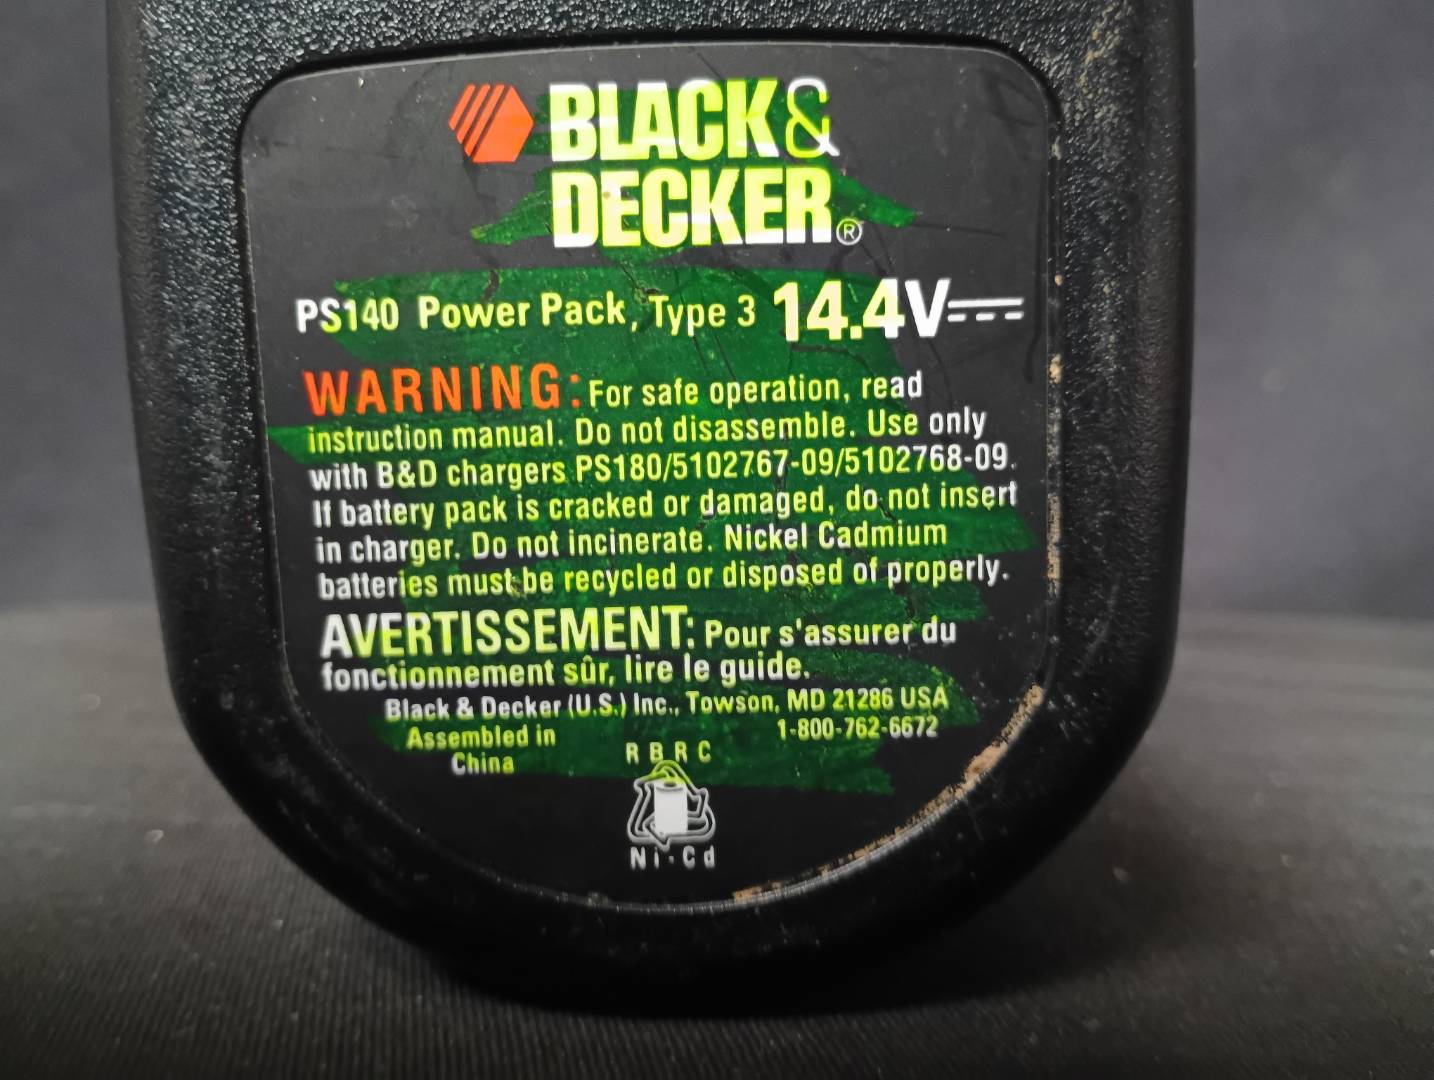 BLACK&
DECKER®
PS140 Power Pack, Type 3 14.4V
WARNING: For safe operation, read
instruction manual. Do not disassemble. Use only
with B&D chargers PS180/5102767-09/5102768-09.
If battery pack is cracked or damaged, do not insert
in charger. Do not incinerate. Nickel Cadmium
batteries must be recycled or disposed of properly.
AVERTISSEMENT: Pour s'assurer du
fonctionnement sûr, lire le guide.
Black & Decker (U.S.) Inc., Towson, MD 21286 USA
Assembled in
China
1-800-762-6672
RBRC
Ni-Cd